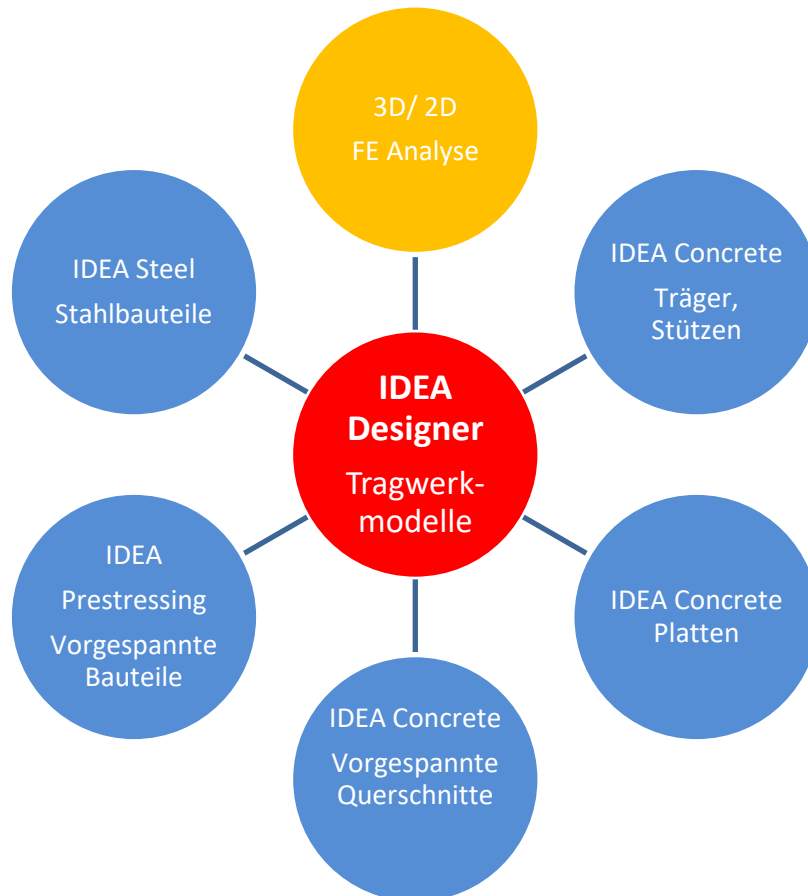 3D/ 2D
FE Analyse
IDEA Steel
Stahlbauteile
IDEA Concrete
Träger,
Stützen
IDEA
Designer
Tragwerk-
modelle
IDEA
Prestressing
Vorgespannte
Bauteile
IDEA Concrete
Platten
IDEA Concrete
Vorgespannte
Querschnitte